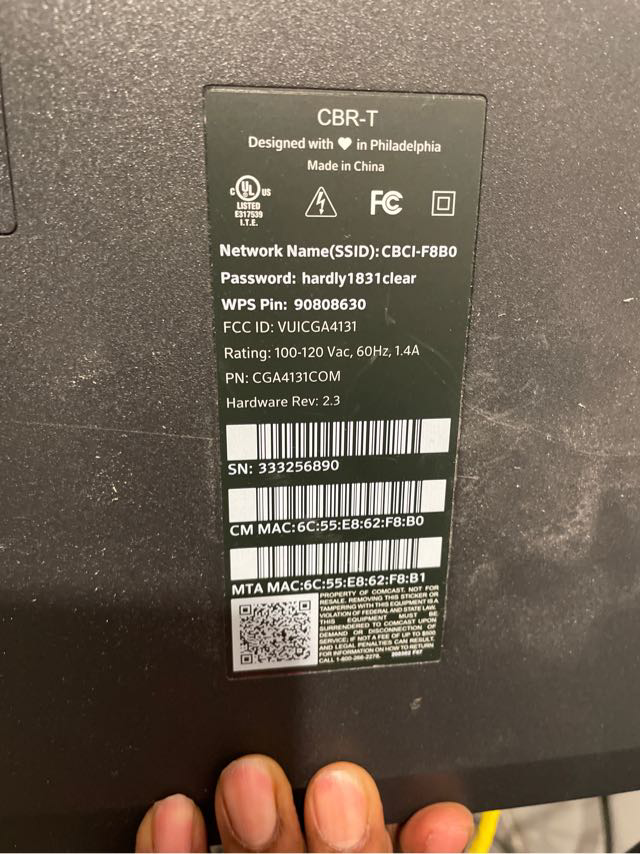 CBR-T
Designed with ♥ in Philadelphia
Made in China
C UL US
LISTED
E317539
I.T.E.
FC
Network Name(SSID): CBCI-F8B0
Password: hardly1831clear
WPS Pin: 90808630
FCC ID: VUICGA4131
Rating: 100-120 Vac, 60Hz, 1.4A
PN: CGA4131COM
Hardware Rev: 2.3
SN: 333256890
CM MAC:6C:55:E8:62:F8:B0
MTA MAC:6C:55:E8:62:F8:B1
PROPERTY OF COMCAST. NOT FOR
RESALE. REMOVING THIS STICKER OR
TAMPERING WITH THIS EQUIPMENT IS A
VIOLATION OF FEDERAL AND STATE LAW.
THIS EQUIPMENT MUST BE
SURRENDERED TO COMCAST UPON
DEMAND OR DISCONNECTION OF
SERVICE; IF NOT A FEE OF UP TO $500
AND LEGAL PENALTIES CAN RESULT.
FOR INFORMATION ON HOW TO RETURN
CALL 1-800-266-2278.